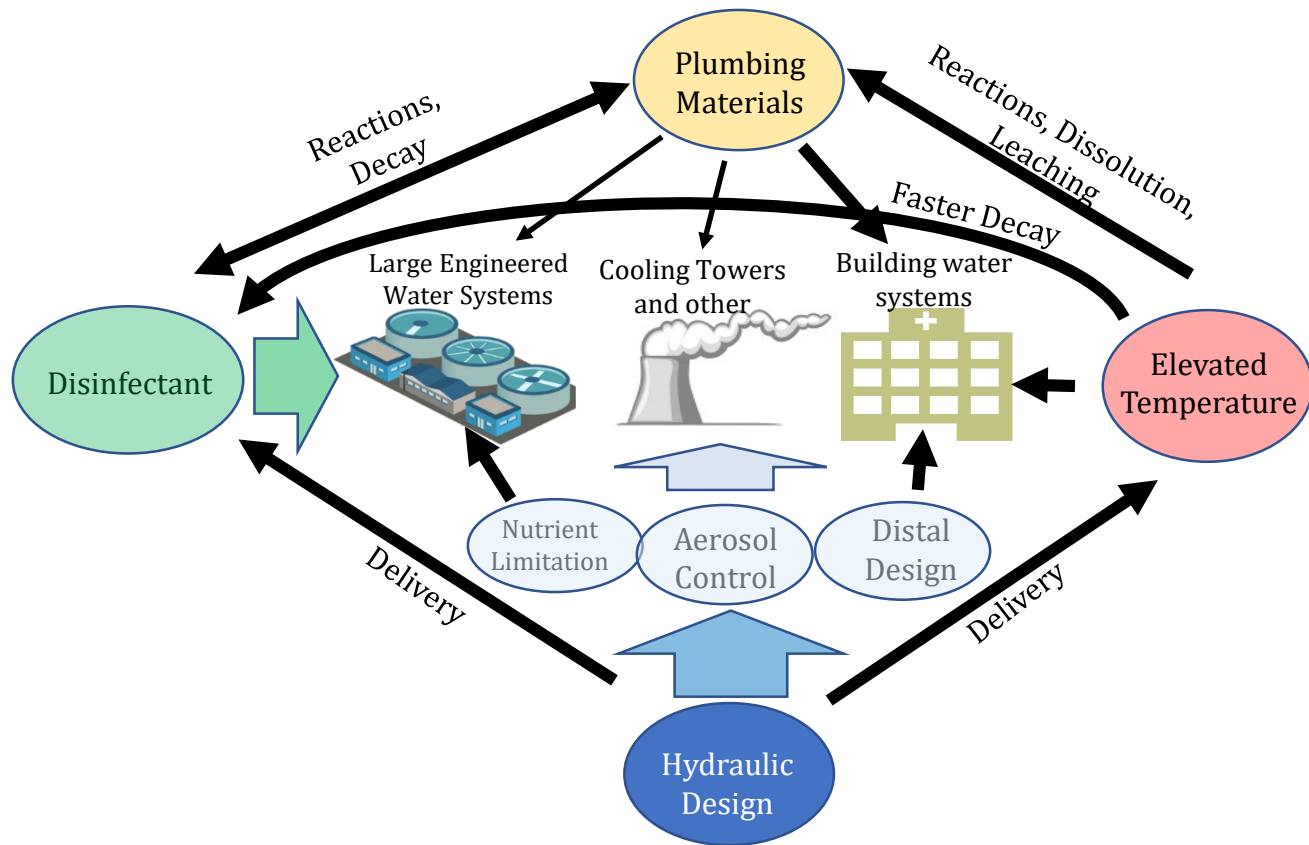 Plumbing
Materials
Reactions,
Decay
Reactions, Dissolution,
Leaching
Faster Decay
Large Engineered
Water Systems
Cooling Towers
and other
Building water
systems
Disinfectant
Elevated
Temperature
Nutrient
Limitation
Aerosol
Control
Distal
Design
Delivery
Delivery
Hydraulic
Design